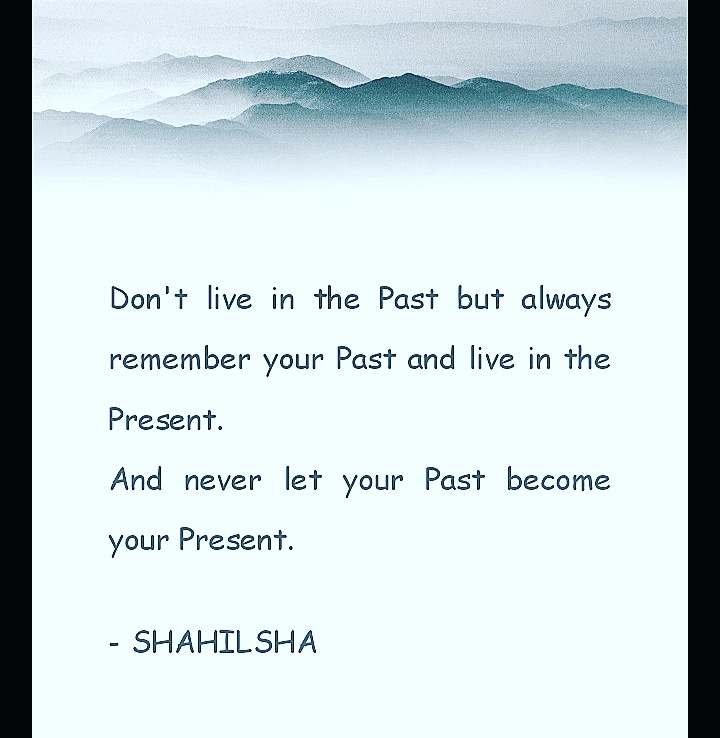 Don't live in the Past but always
remember your Past and live in the
Present.
And never let your Past become
your Present.
- SHAHILSHA